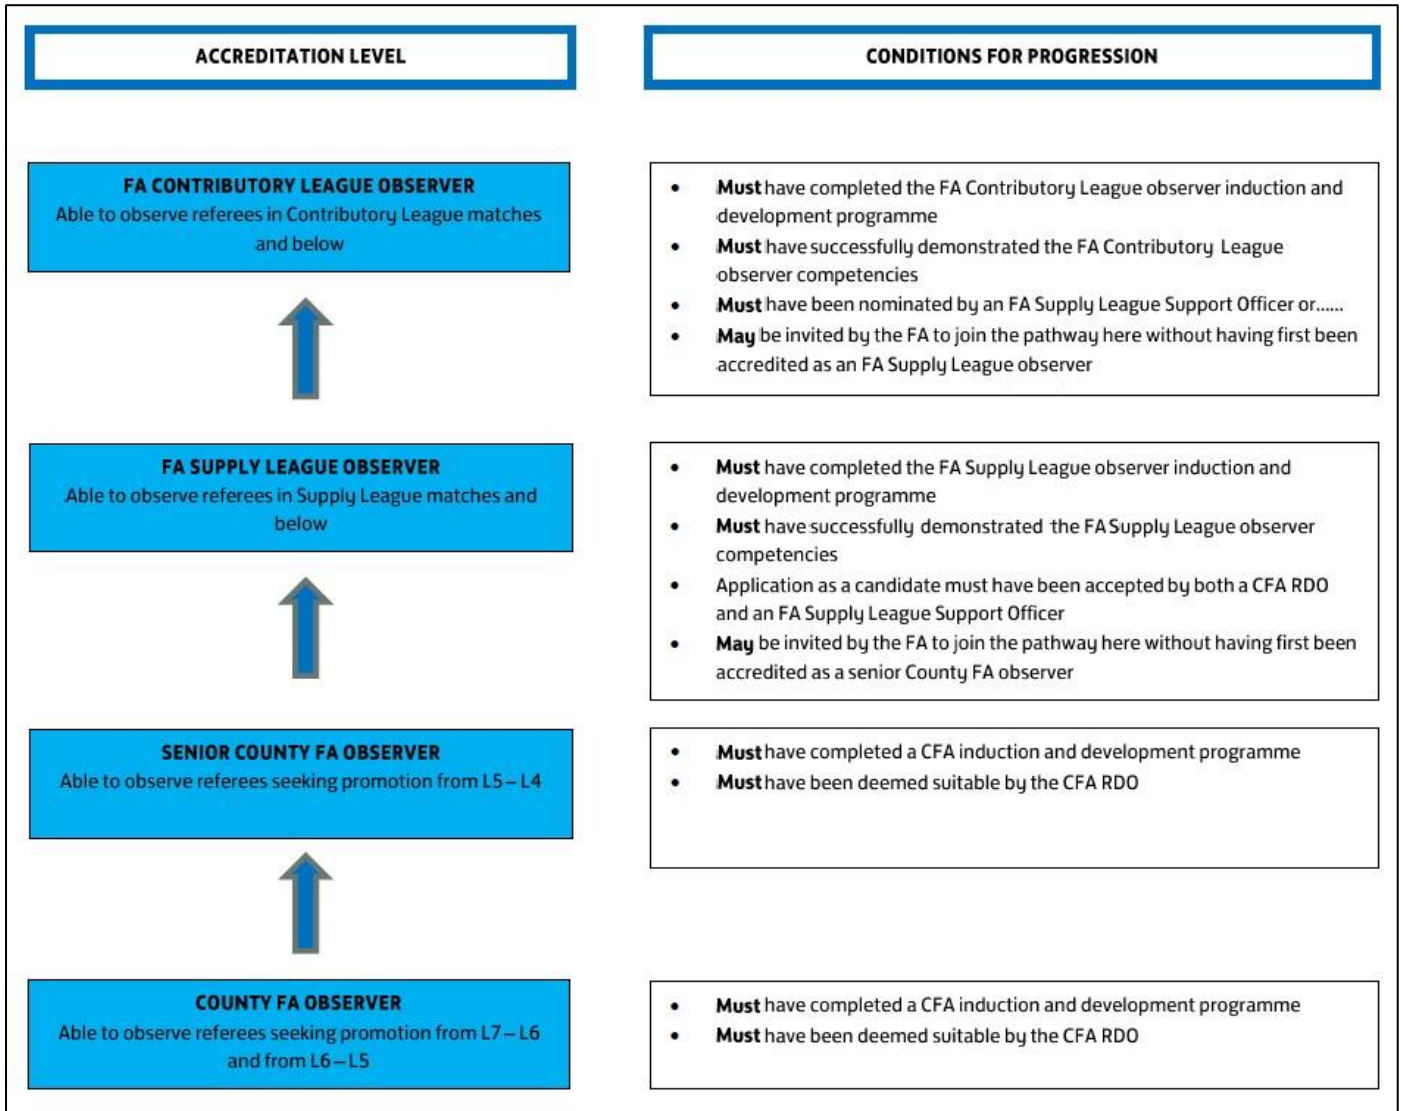 ACCREDITATION LEVEL
CONDITIONS FOR PROGRESSION
FA CONTRIBUTORY LEAGUE OBSERVER
Able to observe referees in Contributory League matches
and below
• Must have completed the FA Contributory League observer induction and
development programme
• Must have successfully demonstrated the FA Contributory League
observer competencies
• Must have been nominated by an FA Supply League Support Officer or......
• May be invited by the FA to join the pathway here without having first been
accredited as an FA Supply League observer
FA SUPPLY LEAGUE OBSERVER
Able to observe referees in Supply League matches and
below
• Must have completed the FA Supply League observer induction and
development programme
• Must have successfully demonstrated the FA Supply League observer
competencies
• Application as a candidate must have been accepted by both a CFA RDO
and an FA Supply League Support Officer
• May be invited by the FA to join the pathway here without having first been
accredited as a senior County FA observer
SENIOR COUNTY FA OBSERVER
Able to observe referees seeking promotion from L5 – L4
• Must have completed a CFA induction and development programme
• Must have been deemed suitable by the CFA RDO
COUNTY FA OBSERVER
Able to observe referees seeking promotion from L7 – L6
and from L6 – L5
• Must have completed a CFA induction and development programme
• Must have been deemed suitable by the CFA RDO